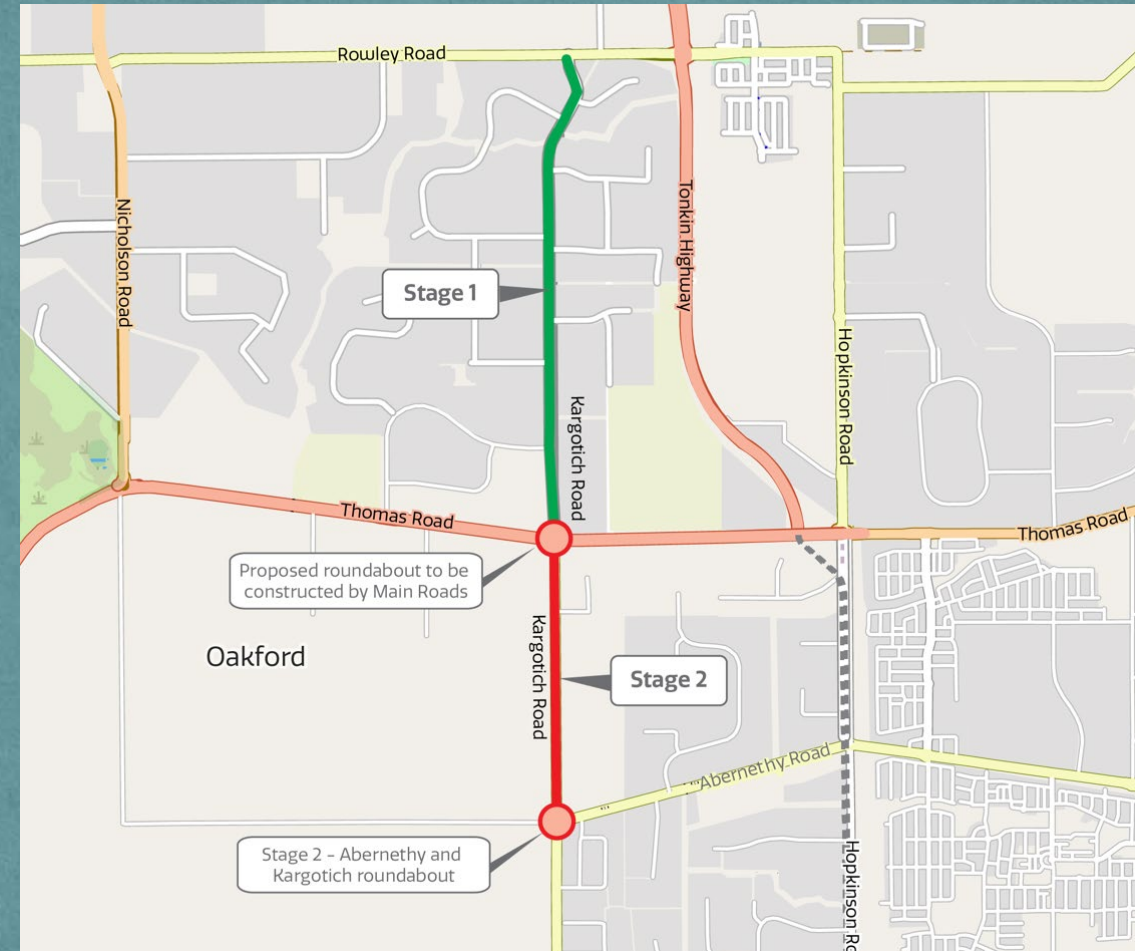 Rowley Road
Nicholson Road
Tonkin Highway
Stage 1
Hopkinson Road
Kargotich Road
Thomas Road
Thomas Road
Proposed roundabout to be
constructed by Main Roads
Kargotich Road
Oakford
Stage 2
Abernethy Road
Stage 2 - Abernethy and
Kargotich roundabout
Hopkinson Ro